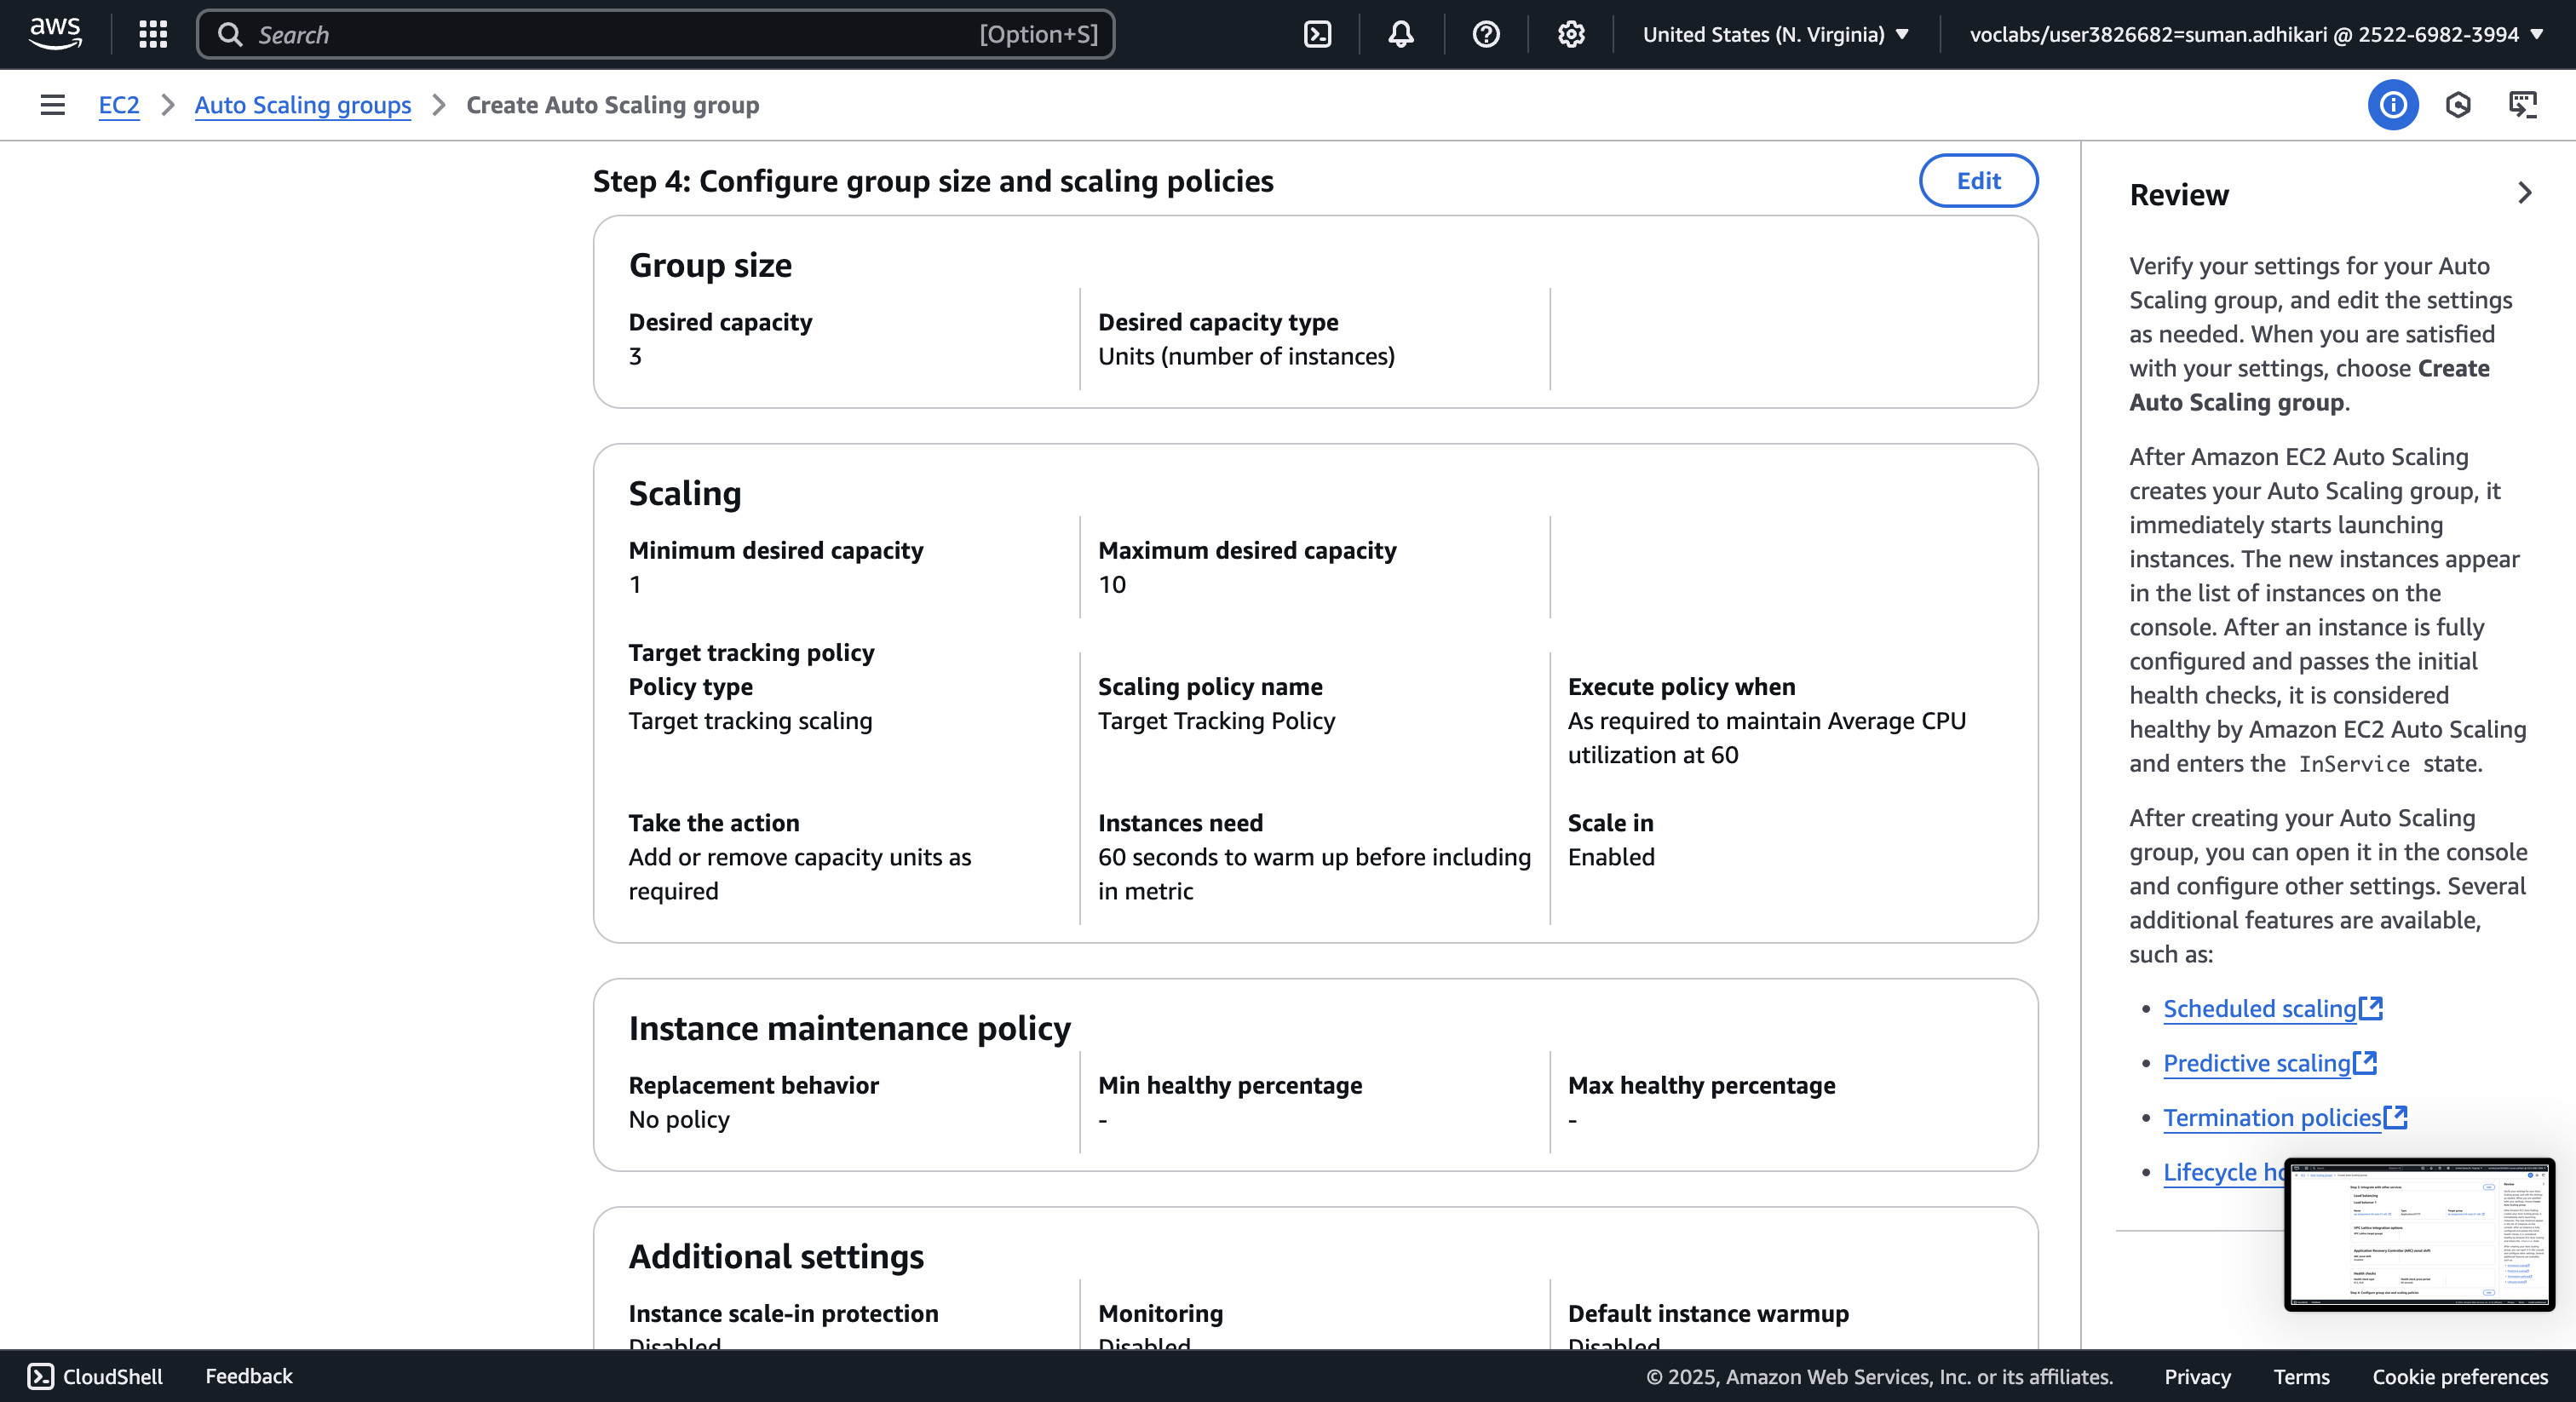 aws
Search
[Option+S]
United States (N. Virginia)
voclabs/user3826682=suman.adhikari @ 2522-6982-3994
EC2
Auto Scaling groups
Create Auto Scaling group
Step 4: Configure group size and scaling policies
Edit
Group size
Desired capacity
3
Desired capacity type
Units (number of instances)
Scaling
Minimum desired capacity
1
Maximum desired capacity
10
Target tracking policy
Policy type
Target tracking scaling
Scaling policy name
Target Tracking Policy
Execute policy when
As required to maintain Average CPU
utilization at 60
Take the action
Add or remove capacity units as
required
Instances need
60 seconds to warm up before including
in metric
Scale in
Enabled
Instance maintenance policy
Replacement behavior
No policy
Min healthy percentage
-
Max healthy percentage
-
Additional settings
Instance scale-in protection
Disabled
Monitoring
Disabled
Default instance warmup
Disabled
Review
Verify your settings for your Auto
Scaling group, and edit the settings
as needed. When you are satisfied
with your settings, choose Create
Auto Scaling group.
After Amazon EC2 Auto Scaling
creates your Auto Scaling group, it
immediately starts launching
instances. The new instances appear
in the list of instances on the
console. After an instance is fully
configured and passes the initial
health checks, it is considered
healthy by Amazon EC2 Auto Scaling
and enters the InService state.
After creating your Auto Scaling
group, you can open it in the console
and configure other settings. Several
additional features are available,
such as:
• Scheduled scaling
• Predictive scaling
• Termination policies
• Lifecycle
CloudShell
Feedback
© 2025, Amazon Web Services, Inc. or its affiliates.
Privacy
Terms
Cookie preferences